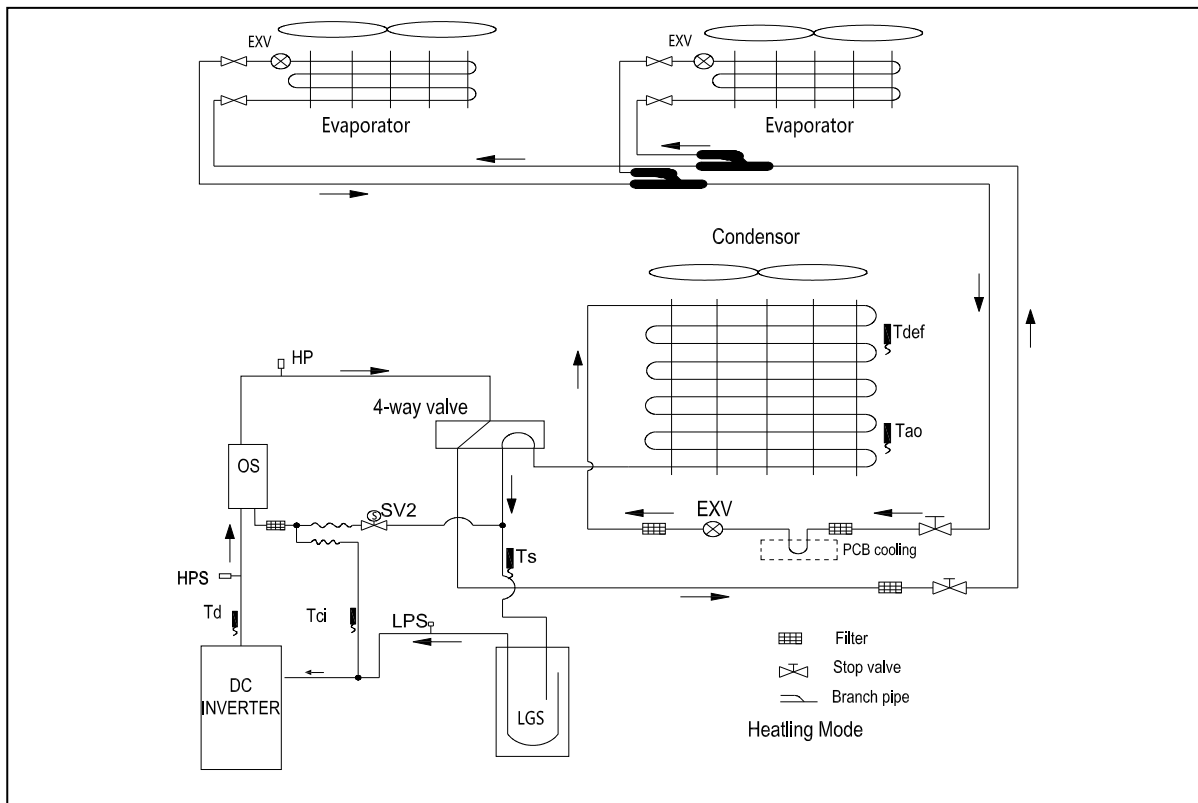 EXV
EXV
Evaporator
Evaporator
Condensor
Tdef
HP
4-way valve
Tao
OS
SV2
EXV
PCB cooling
Ts
HPS
Td
Tci
LPS
Filter
Stop valve
Branch pipe
DC
INVERTER
LGS
Heatling Mode